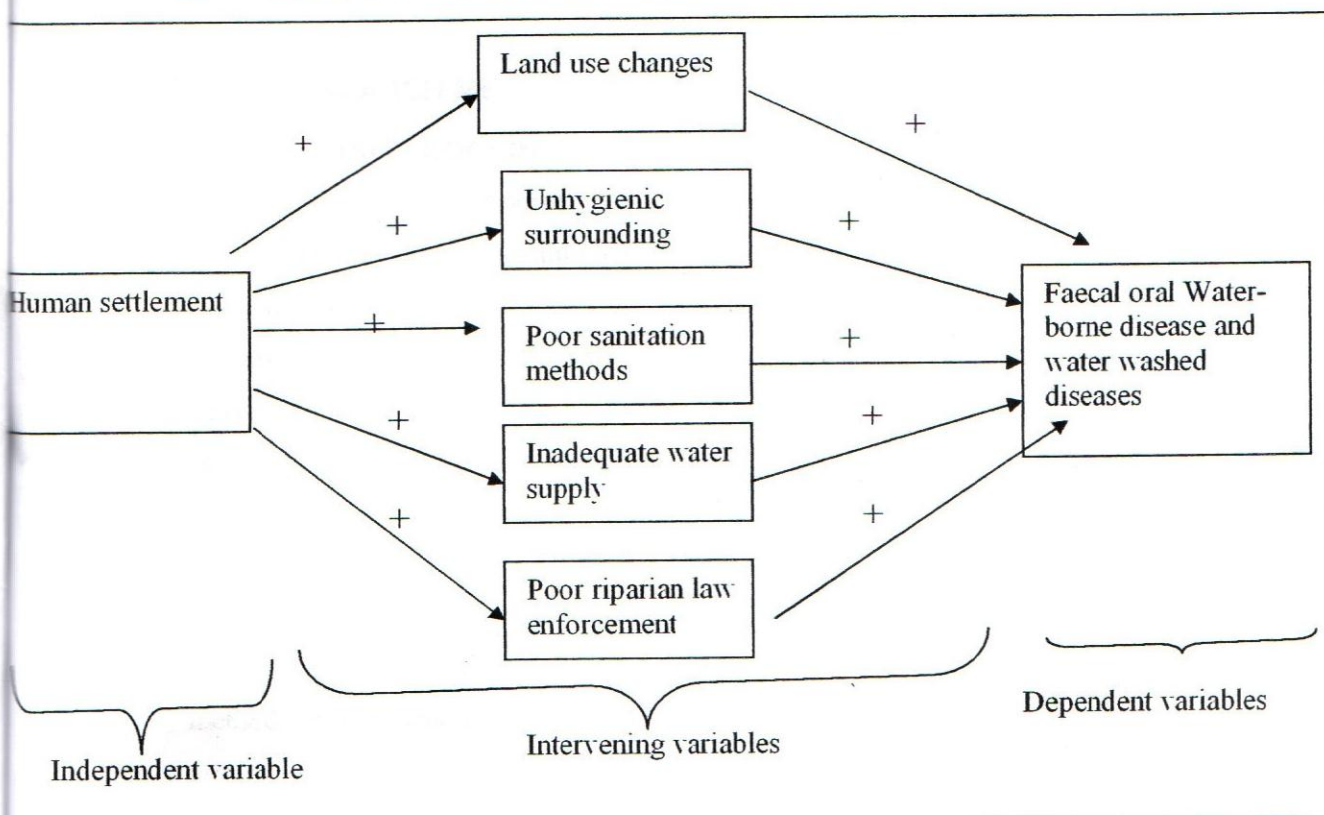 Land use changes
+
+
Unhygienic
surrounding
+
+
Human settlement
Faecal oral Water-
borne disease and
water washed
diseases
+
Poor sanitation
methods
+
+
Inadequate water
supply
+
+
Poor riparian law
enforcement
+
Independent variable
Intervening variables
Dependent variables